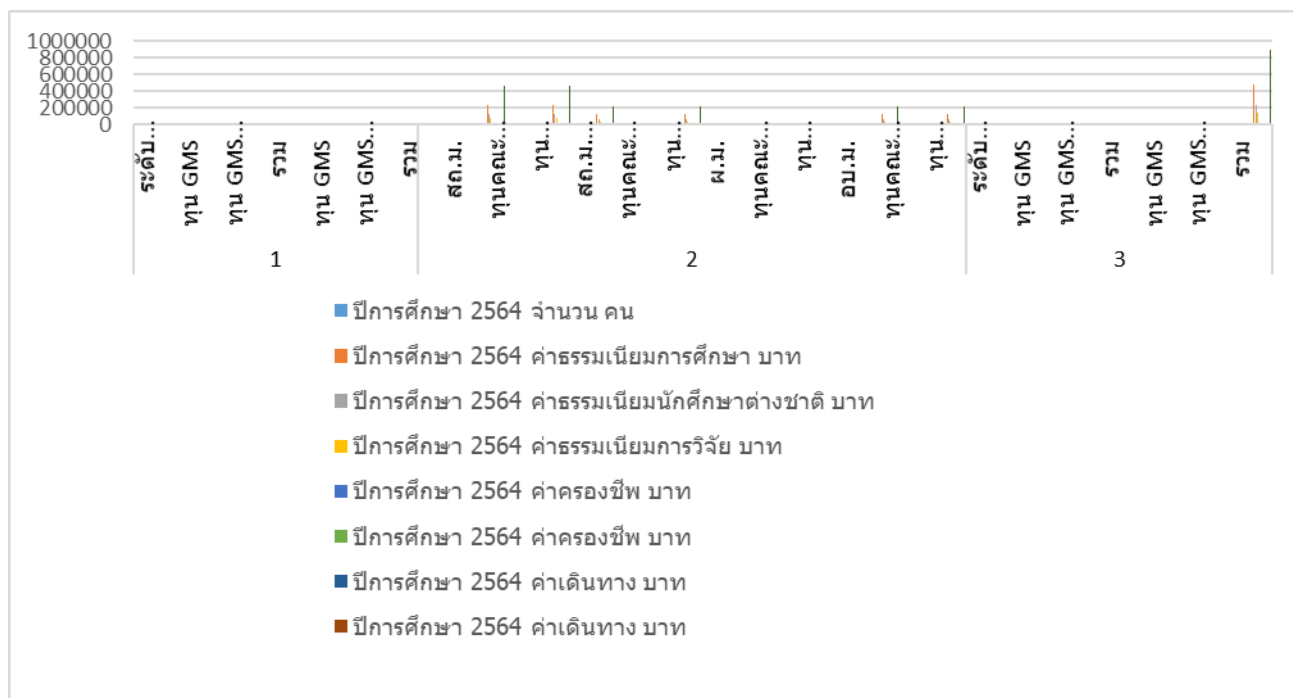 1000000
800000
600000
400000
200000
0
ระดับ...
ทุน GMS
ทุน GMS...
รวม
ทุน GMS
ทุน GMS...
รวม
สถ.ม.
ทุนคณะ...
ทุน...
สถ.ม...
ทุนคณะ...
ทุน...
ผ.ม.
ทุนคณะ...
ทุน...
อบ.ม.
ทุนคณะ...
ทุน...
ระดับ...
ทุน GMS
ทุน GMS...
รวม
ทุน GMS
ทุน GMS...
รวม
1
2
3
ปีการศึกษา 2564 จำนวน คน
ปีการศึกษา 2564 ค่าธรรมเนียมการศึกษา บาท
ปีการศึกษา 2564 ค่าธรรมเนียมนักศึกษาต่างชาติ บาท
ปีการศึกษา 2564 ค่าธรรมเนียมการวิจัย บาท
ปีการศึกษา 2564 ค่าครองชีพ บาท
ปีการศึกษา 2564 ค่าครองชีพ บาท
ปีการศึกษา 2564 ค่าเดินทาง บาท
ปีการศึกษา 2564 ค่าเดินทาง บาท